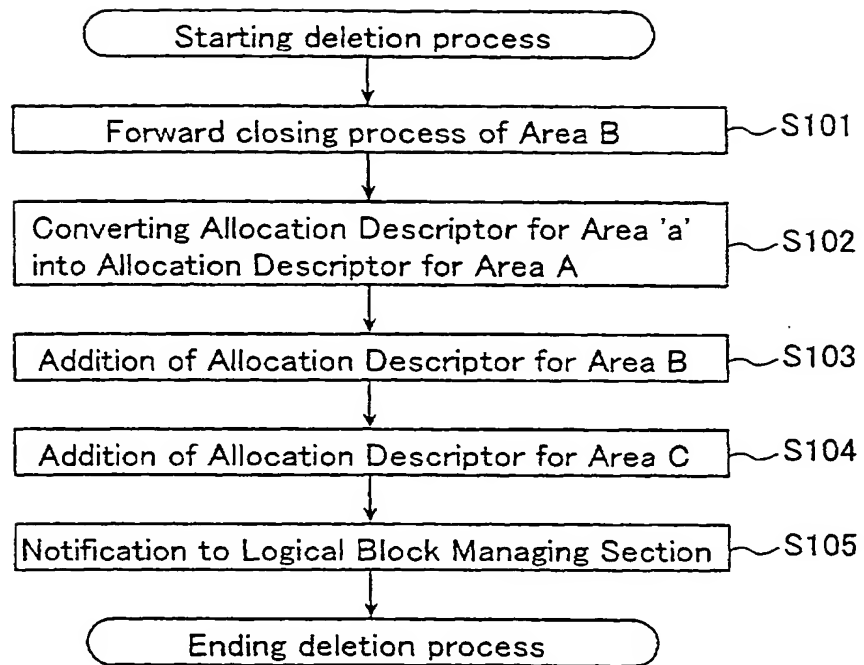 Starting deletion process
Forward closing process of Area B
S101
Converting Allocation Descriptor for Area 'a'
into Allocation Descriptor for Area A
S102
Addition of Allocation Descriptor for Area B
S103
Addition of Allocation Descriptor for Area C
S104
Notification to Logical Block Managing Section
S105
Ending deletion process